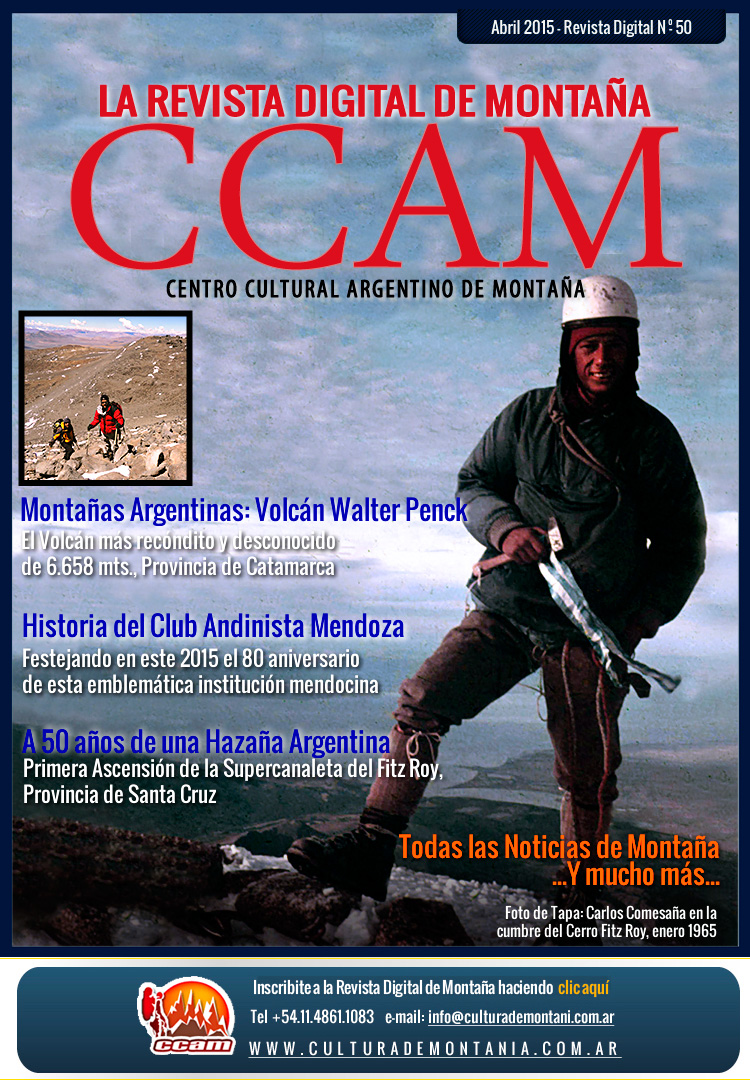 Abril 2015 - Revista Digital Nº 50
LA REVISTA DIGITAL DE MONTAÑA
CCAM
CENTRO CULTURAL ARGENTINO DE MONTAÑA
Montañas Argentinas: Volcán Walter Penck
El Volcán más recóndito y desconocido
de 6.658 mts., Provincia de Catamarca
Historia del Club Andinista Mendoza
Festejando en este 2015 el 80 aniversario
de esta emblemática institución mendocina
A 50 años de una Hazaña Argentina
Primera Ascensión de la Supercanaleta del Fitz Roy,
Provincia de Santa Cruz
Todas las Noticias de Montaña
...Y mucho más...
Foto de Tapa: Carlos Comesaña en la
cumbre del Cerro Fitz Roy, enero 1965
ccam
Inscribite a la Revista Digital de Montaña haciendo clic aquí
Tel +54.11.4861.1083 e-mail: info@culturademontani.com.ar
WWW.CULTURADEMONTANIA.COM.AR